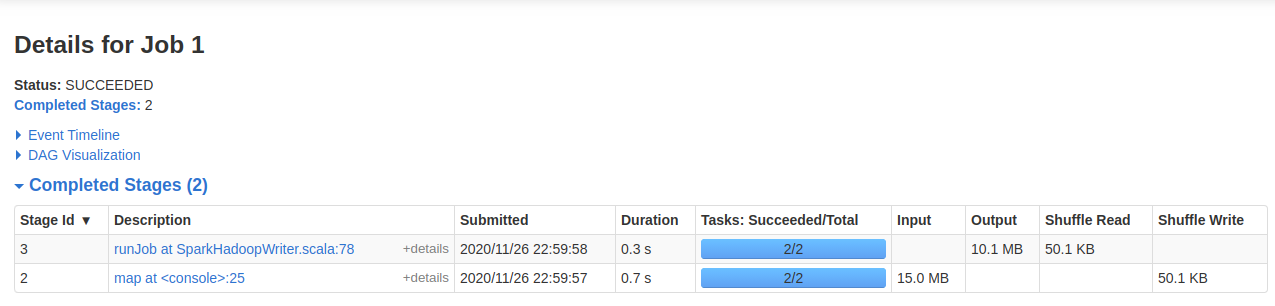 Details for Job 1
Status: SUCCEEDED
Completed Stages: 2
Event Timeline
DAG Visualization
Completed Stages (2)
Stage Id ▼ Description Submitted Duration Tasks: Succeeded/Total Input Output Shuffle Read Shuffle Write
3 runJob at SparkHadoopWriter.scala:78 +details 2020/11/26 22:59:58 0.3 s 2/2 10.1 MB 50.1 KB
2 map at <console>:25 +details 2020/11/26 22:59:57 0.7 s 2/2 15.0 MB 50.1 KB